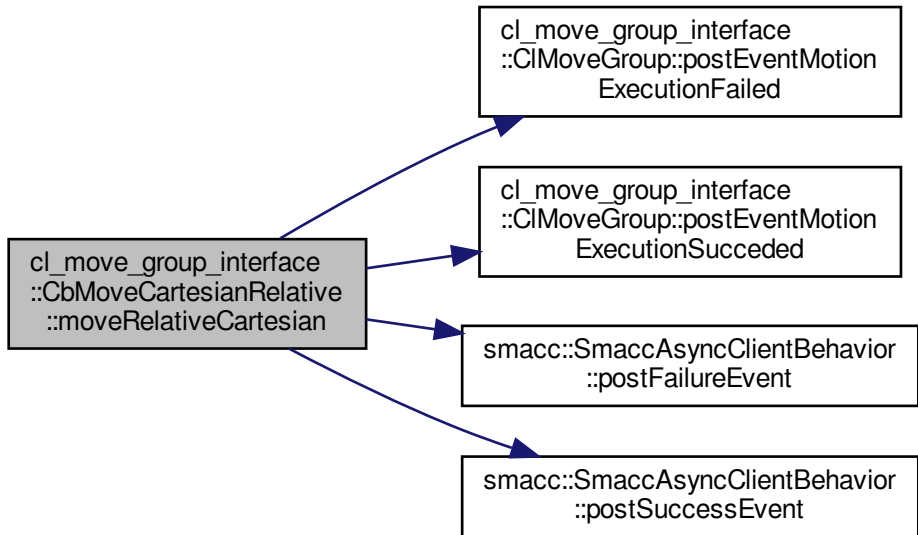 cl_move_group_interface
::ClMoveGroup::postEventMotion
ExecutionFailed
cl_move_group_interface
::ClMoveGroup::postEventMotion
ExecutionSucceded
cl_move_group_interface
::CbMoveCartesianRelative
::moveRelativeCartesian
smacc::SmaccAsyncClientBehavior
::postFailureEvent
smacc::SmaccAsyncClientBehavior
::postSuccessEvent